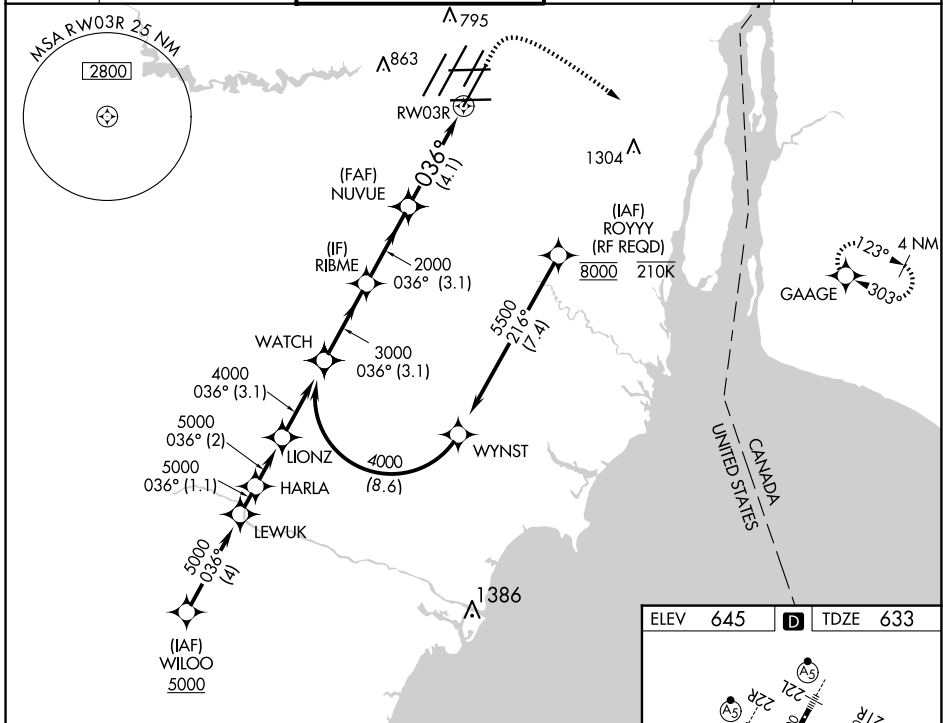 MSA RW03R 25 NM
2800
795
863
RW03R
1304
036°
(4.1)
(FAF)
NUVUE
(IF)
RIBME
2000
036° (3.1)
(IAF)
ROYYY
(RF REQD)
8000 210K
123°
4 NM
303°
GAAGE
5500
216°
(7.4)
WATCH
3000
036° (3.1)
4000
036° (3.1)
5000
036° (2)
LIONZ
4000
(8.6)
WYNST
5000
036° (1.1)
HARLA
LEWUK
5000
036°
(4)
(IAF)
WILOO
5000
CANADA
UNITED STATES
1386
ELEV 645 D TDZE 633
A5
22L
22R
A5
21R